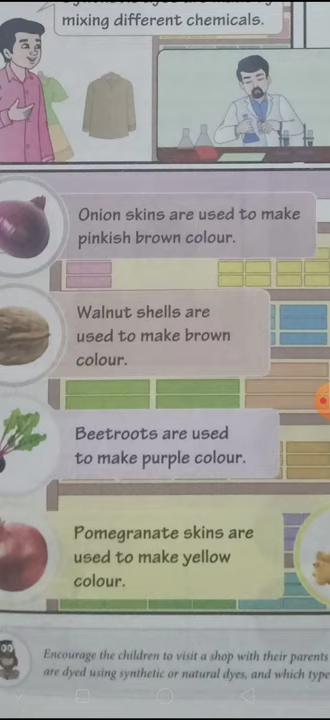 mixing different chemicals.
Onion skins are used to make
pinkish brown colour.
Walnut shells are
used to make brown
colour.
Beetroots are used
to make purple colour.
Pomegranate skins are
used to make yellow
colour.
Encourage the children to visit a shop with their parents
are dyed using synthetic or natural dyes, and which type